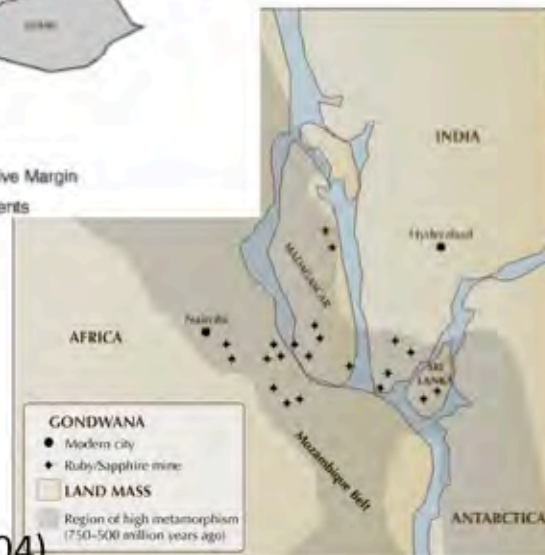 ive Margin
ents
INDIA
Hyderabad
MADAGASCAR
Nairobi
AFRICA
SRI
LANKA
GONDWANA
Modern city
Ruby/Sapphire mine
LAND MASS
Region of high metamorphism
(750–500 million years ago)
Mozambique Belt
ANTARCTICA
04)